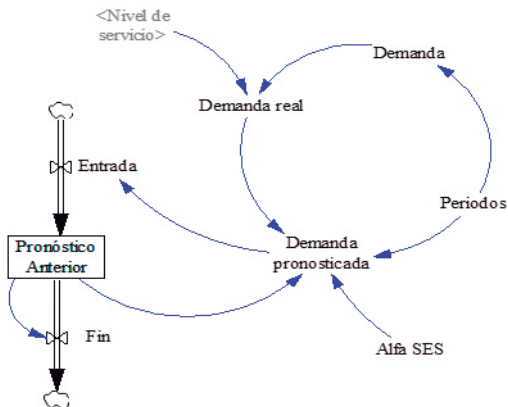 <Nivel de
servicio>
Demanda
Demanda real
Entrada
Periodos
Pronóstico
Anterior
Demanda
pronosticada
Fin
Alfa SES